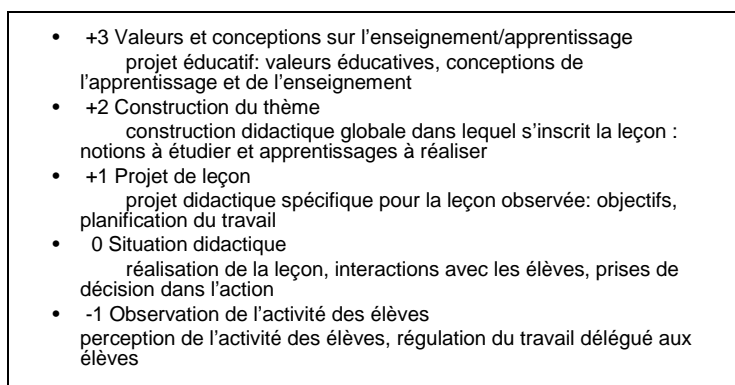 • +3 Valeurs et conceptions sur l'enseignement/apprentissage
projet éducatif: valeurs éducatives, conceptions de
l'apprentissage et de l'enseignement
• +2 Construction du thème
construction didactique globale dans lequel s'inscrit la leçon :
notions à étudier et apprentissages à réaliser
• +1 Projet de leçon
projet didactique spécifique pour la leçon observée: objectifs,
planification du travail
• 0 Situation didactique
réalisation de la leçon, interactions avec les élèves, prises de
décision dans l'action
• -1 Observation de l'activité des élèves
perception de l'activité des élèves, régulation du travail délégué aux
élèves